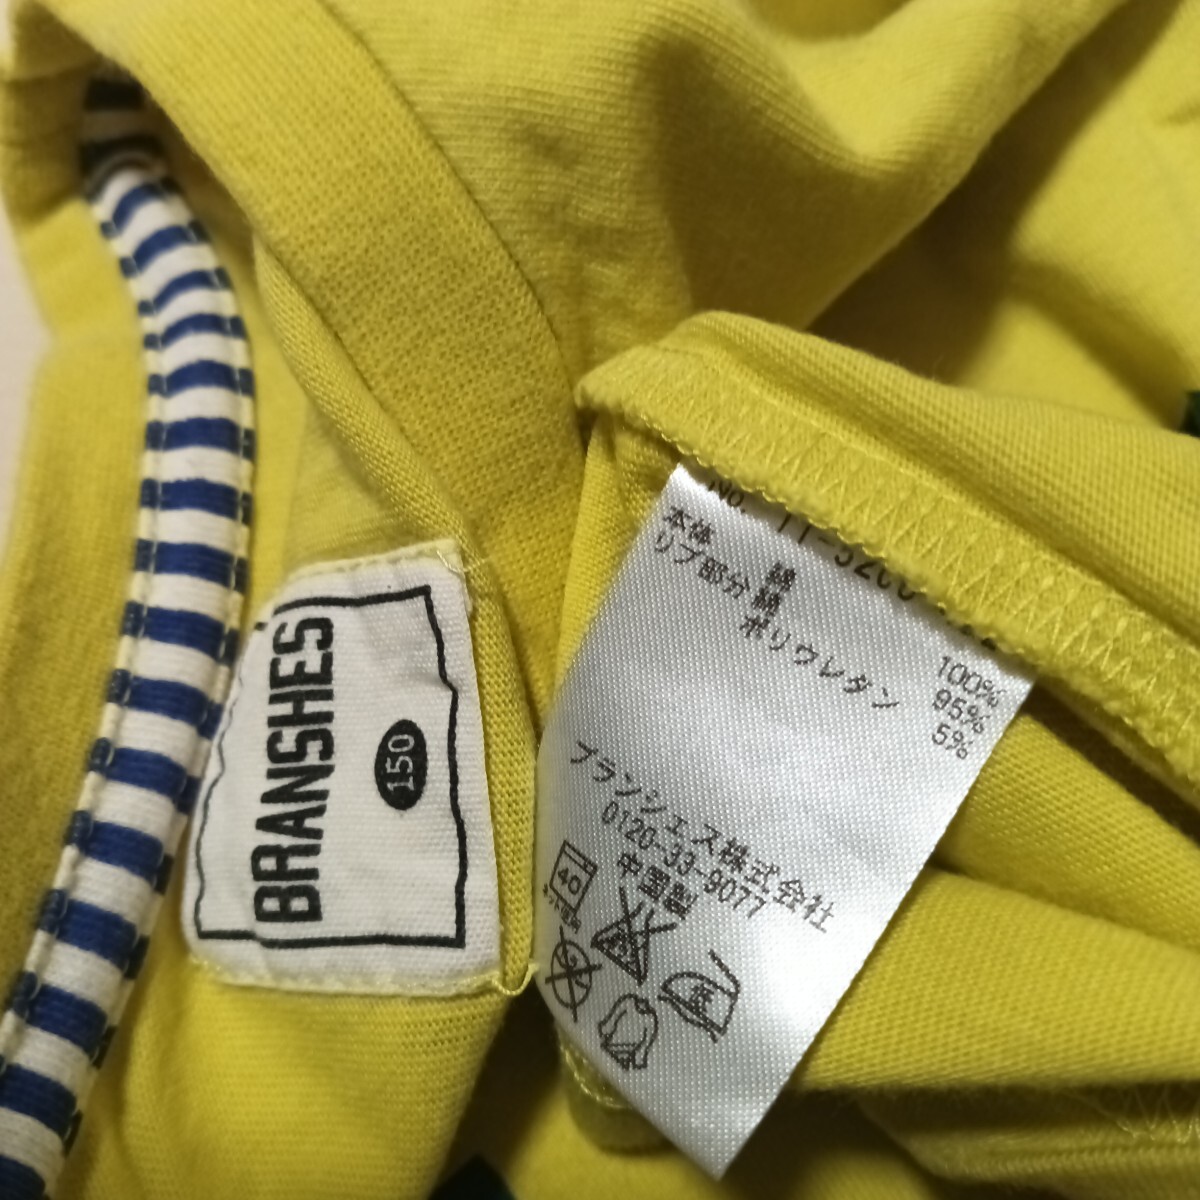 BRANSHES
150
No.
本体 綿 100%
リブ部分 綿 95%
ポリウレタン 5%
ブランシェス株式会社
0120-33-9077
中国製
40